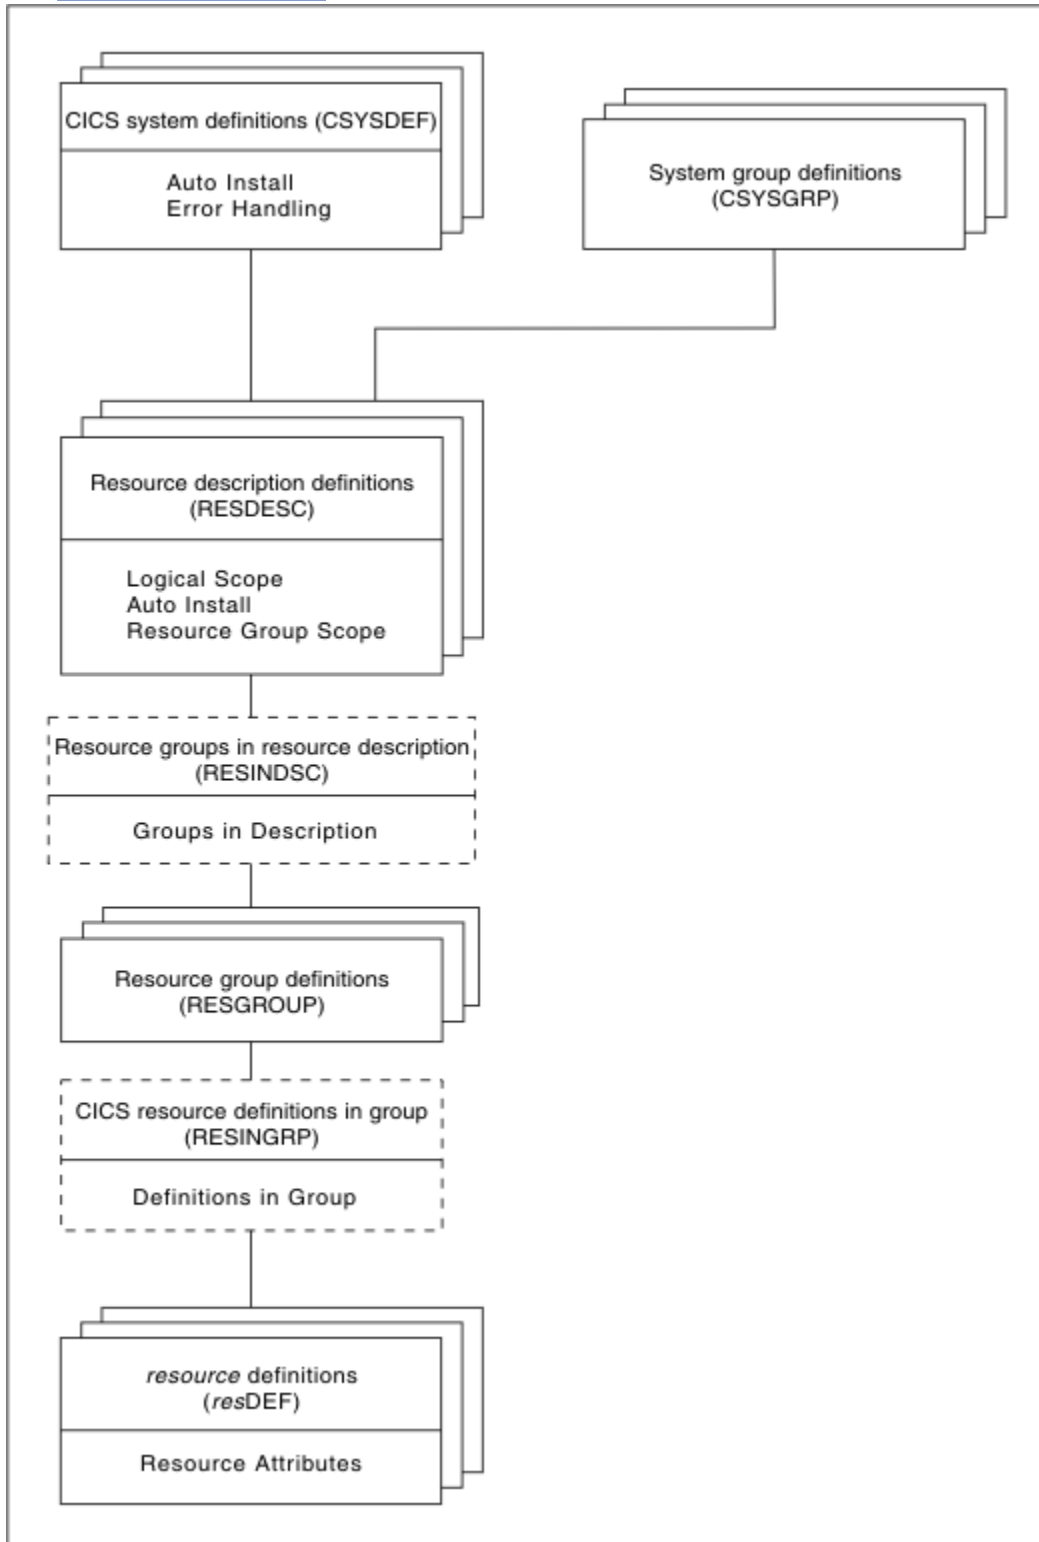 CICS system definitions (CSYSDEF)
Auto Install
Error Handling
System group definitions
(CSYSGRP)
Resource description definitions
(RESDESC)
Logical Scope
Auto Install
Resource Group Scope
Resource groups in resource description
(RESINDSC)
Groups in Description
Resource group definitions
(RESGROUP)
CICS resource definitions in group
(RESINGRP)
Definitions in Group
resource definitions
(resDEF)
Resource Attributes